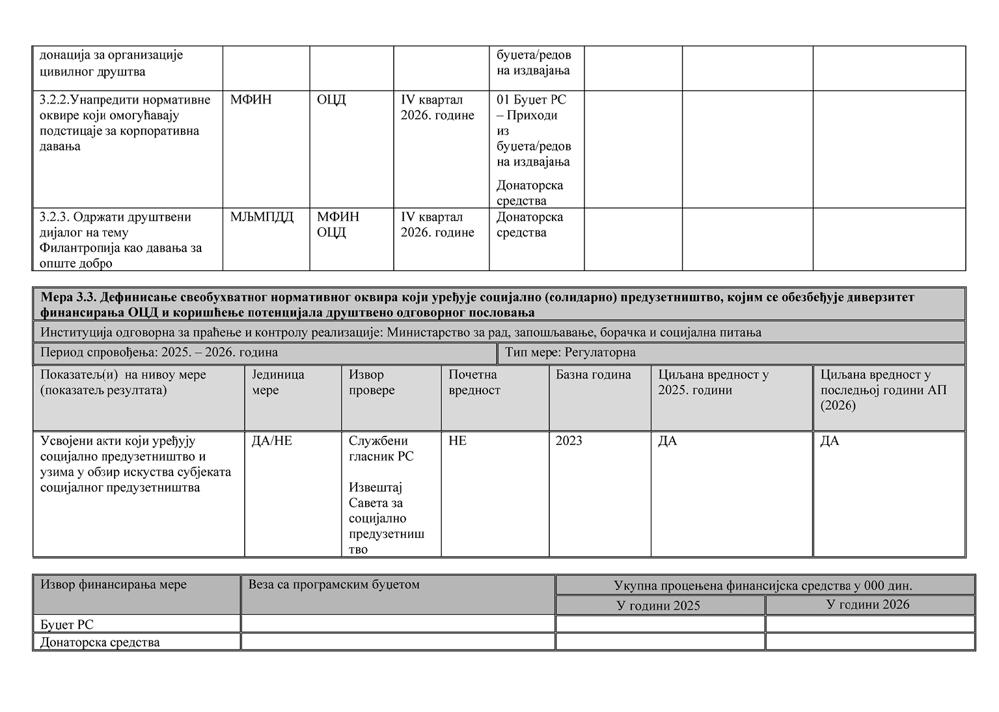 донација за организације
цивилног друштва
буџета/редов
на издвајања
3.2.2.Унапредити нормативне
оквире који омогућавају
подстицаје за корпоративна
давања
МФИН
ОЦД
IV квартал
2026. године
01 Буџет РС
– Приходи
из
буџета/редов
на издвајања
Донаторска
средства
3.2.3. Одржати друштвени
дијалог на тему
Филантропија као давања за
опште добро
МЉМПДД
МФИН
ОЦД
IV квартал
2026. године
Донаторска
средства
Мера 3.3. Дефинисање свеобухватног нормативног оквира који уређује социјално (солидарно) предузетништво, којим се обезбеђује диверзитет
финансирања ОЦД и коришћење потенцијала друштвено одговорног пословања
Институција одговорна за праћење и контролу реализације: Министарство за рад, запошљавање, борачка и социјална питања
Период спровођења: 2025. – 2026. година
Тип мере: Регулаторна
Показатељ(и) на нивоу мере
(показатељ резултата)
Јединица
мере
Извор
провере
Почетна
вредност
Базна година
Циљана вредност у
2025. години
Циљана вредност у
последњој години АП
(2026)
Усвојени акти који уређују
социјално предузетништво и
узима у обзир искуства субјеката
социјалног предузетништва
ДА/НЕ
Службени
гласник РС
Извештај
Савета за
социјално
предузетниш
тво
НЕ
2023
ДА
ДА
Извор финансирања мере
Веза са програмским буџетом
Укупна процењена финансијска средства у 000 дин.
У години 2025
У години 2026
Буџет РС
Донаторска средства